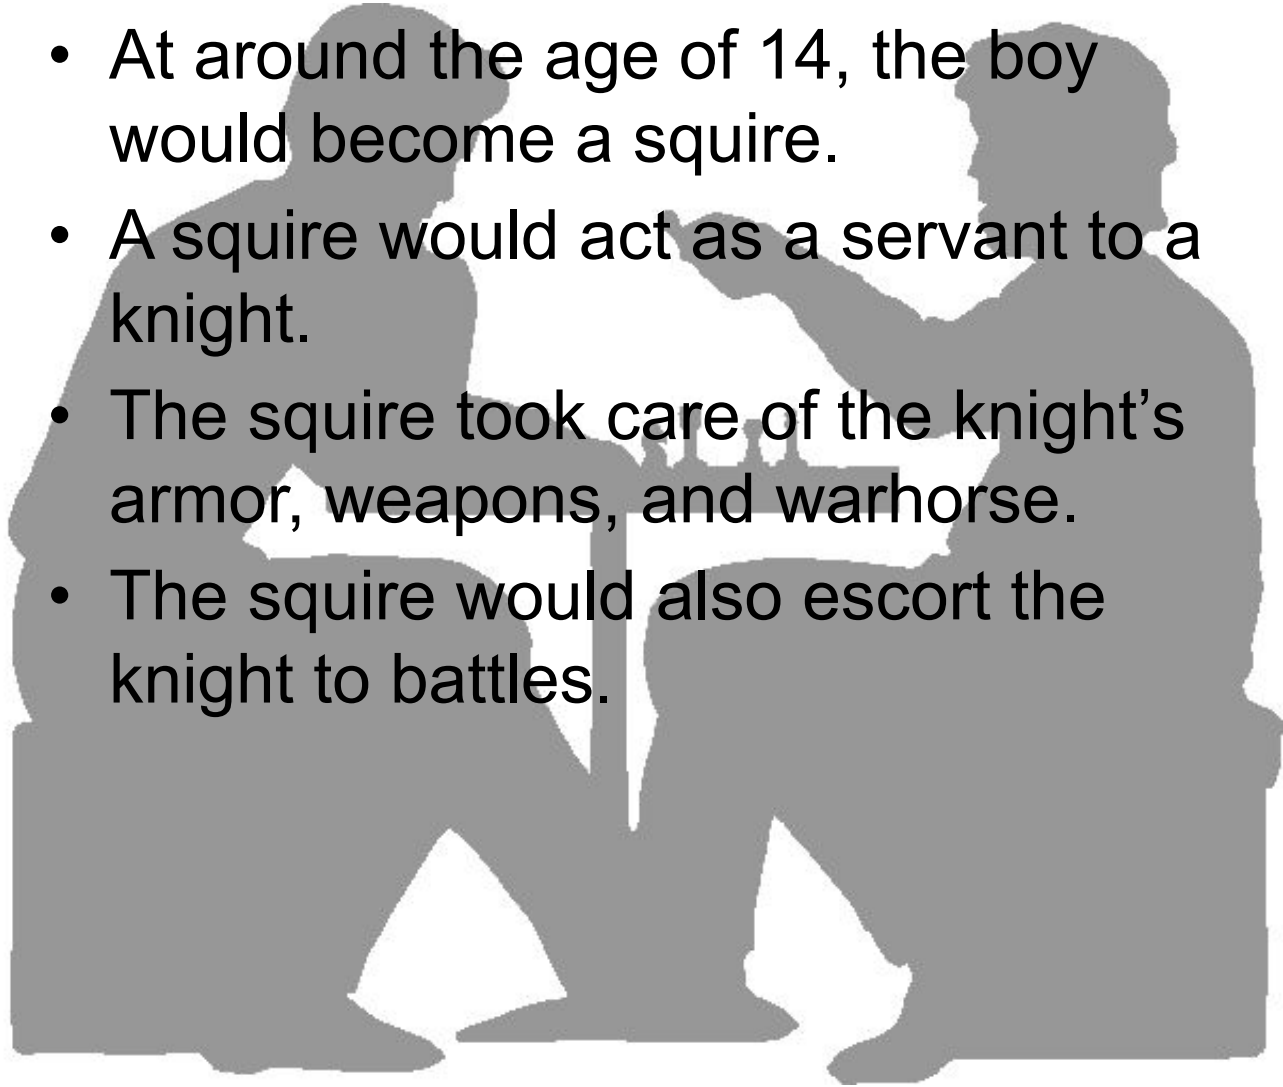 • At around the age of 14, the boy
would become a squire.
• A squire would act as a servant to a
knight.
• The squire took care of the knight’s
armor, weapons, and warhorse.
• The squire would also escort the
knight to battles.